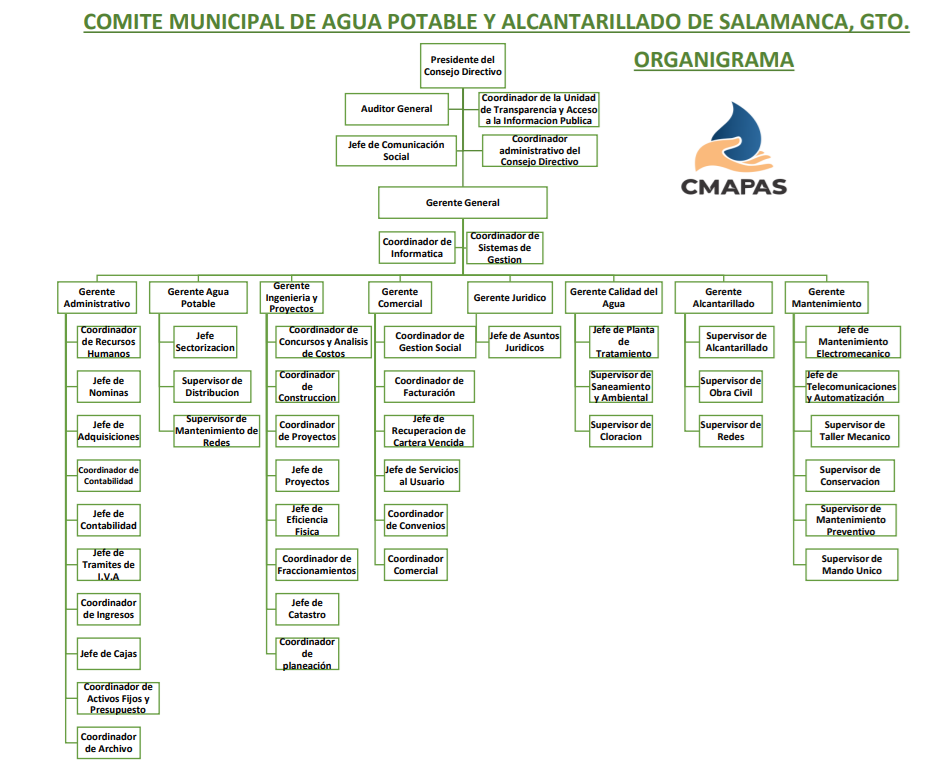 COMITE MUNICIPAL DE AGUA POTABLE Y ALCANTARILLADO DE SALAMANCA, GTO.
ORGANIGRAMA
Presidente del
Consejo Directivo
Auditor General
Coordinador de la Unidad
de Transparencia y Acceso
a la Informacion Publica
Jefe de Comunicación
Social
Coordinador
administrativo del
Consejo Directivo
CMAPAS
Gerente General
Coordinador de
Informatica
Coordinador de
Sistemas de
Gestion
Gerente
Administrativo
Coordinador
de Recursos
Humanos
Jefe de
Nominas
Jefe de
Adquisiciones
Coordinador de
Contabilidad
Jefe de
Contabilidad
Jefe de
Tramites de
I.V.A
Coordinador
de Ingresos
Jefe de Cajas
Coordinador de
Activos Fijos y
Presupuesto
Coordinador
de Archivo
Gerente Agua
Potable
Jefe
Sectorizacion
Supervisor de
Distribucion
Supervisor de
Mantenimiento de
Redes
Gerente
Ingenieria y
Proyectos
Coordinador de
Concursos y Analisis
de Costos
Coordinador
de
Construccion
Coordinador
de Proyectos
Jefe de
Proyectos
Jefe de
Eficiencia
Fisica
Coordinador de
Fraccionamientos
Jefe de
Catastro
Coordinador
de
planeación
Gerente
Comercial
Coordinador de
Gestion Social
Coordinador de
Facturación
Jefe de
Recuperacion de
Cartera Vencida
Jefe de Servicios
al Usuario
Coordinador
de Convenios
Coordinador
Comercial
Gerente Juridico
Jefe de Asuntos
Juridicos
Gerente Calidad del
Agua
Jefe de Planta
de
Tratamiento
Supervisor de
Saneamiento
y Ambiental
Supervisor de
Cloracion
Gerente
Alcantarillado
Supervisor de
Alcantarillado
Supervisor de
Obra Civil
Supervisor de
Redes
Gerente
Mantenimiento
Jefe de
Mantenimiento
Electromecanico
Jefe de
Telecomunicaciones
y Automatización
Supervisor de
Taller Mecanico
Supervisor de
Conservacion
Supervisor de
Mantenimiento
Preventivo
Supervisor de
Mando Unico